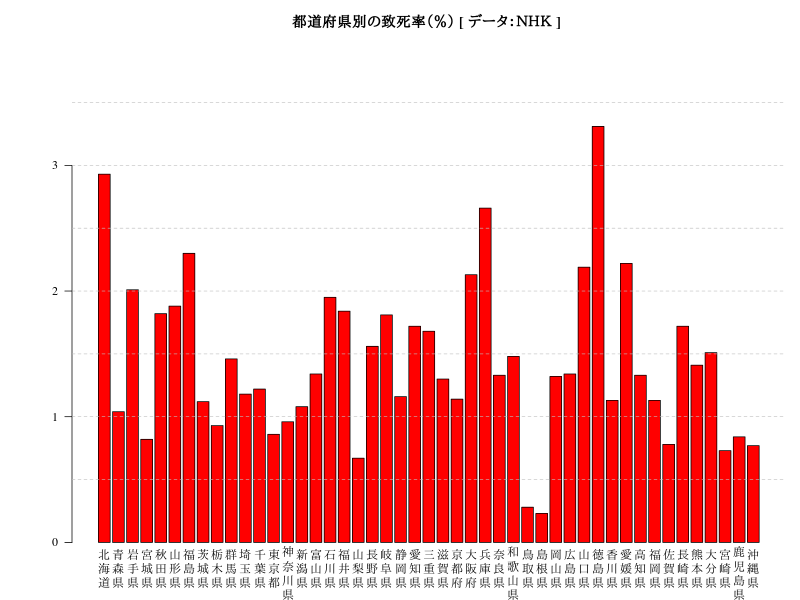 都道府県別の致死率(%) [ データ：NHK ]
3
2
1
0
北海道
青森県
岩手県
宮城県
秋田県
山形県
福島県
茨城県
栃木県
群馬県
埼玉県
千葉県
東京都
神奈川県
新潟県
富山県
石川県
福井県
山梨県
長野県
岐阜県
静岡県
愛知県
三重県
滋賀県
京都府
大阪府
兵庫県
奈良県
和歌山県
鳥取県
島根県
岡山県
広島県
山口県
徳島県
香川県
愛媛県
高知県
福岡県
佐賀県
長崎県
熊本県
大分県
宮崎県
鹿児島県
沖縄県